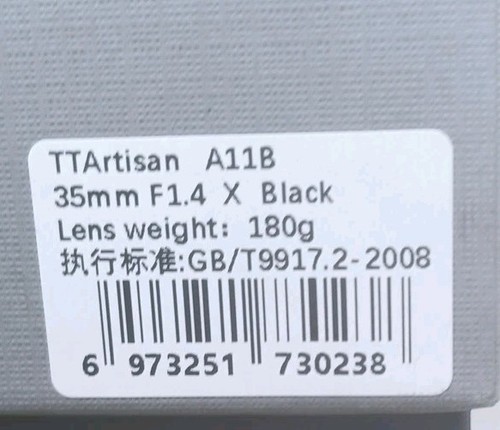 TTArtisan A11B
35mm F1.4 X Black
Lens weight: 180g
执行标准:GB/T9917.2-2008
6 973251 730238